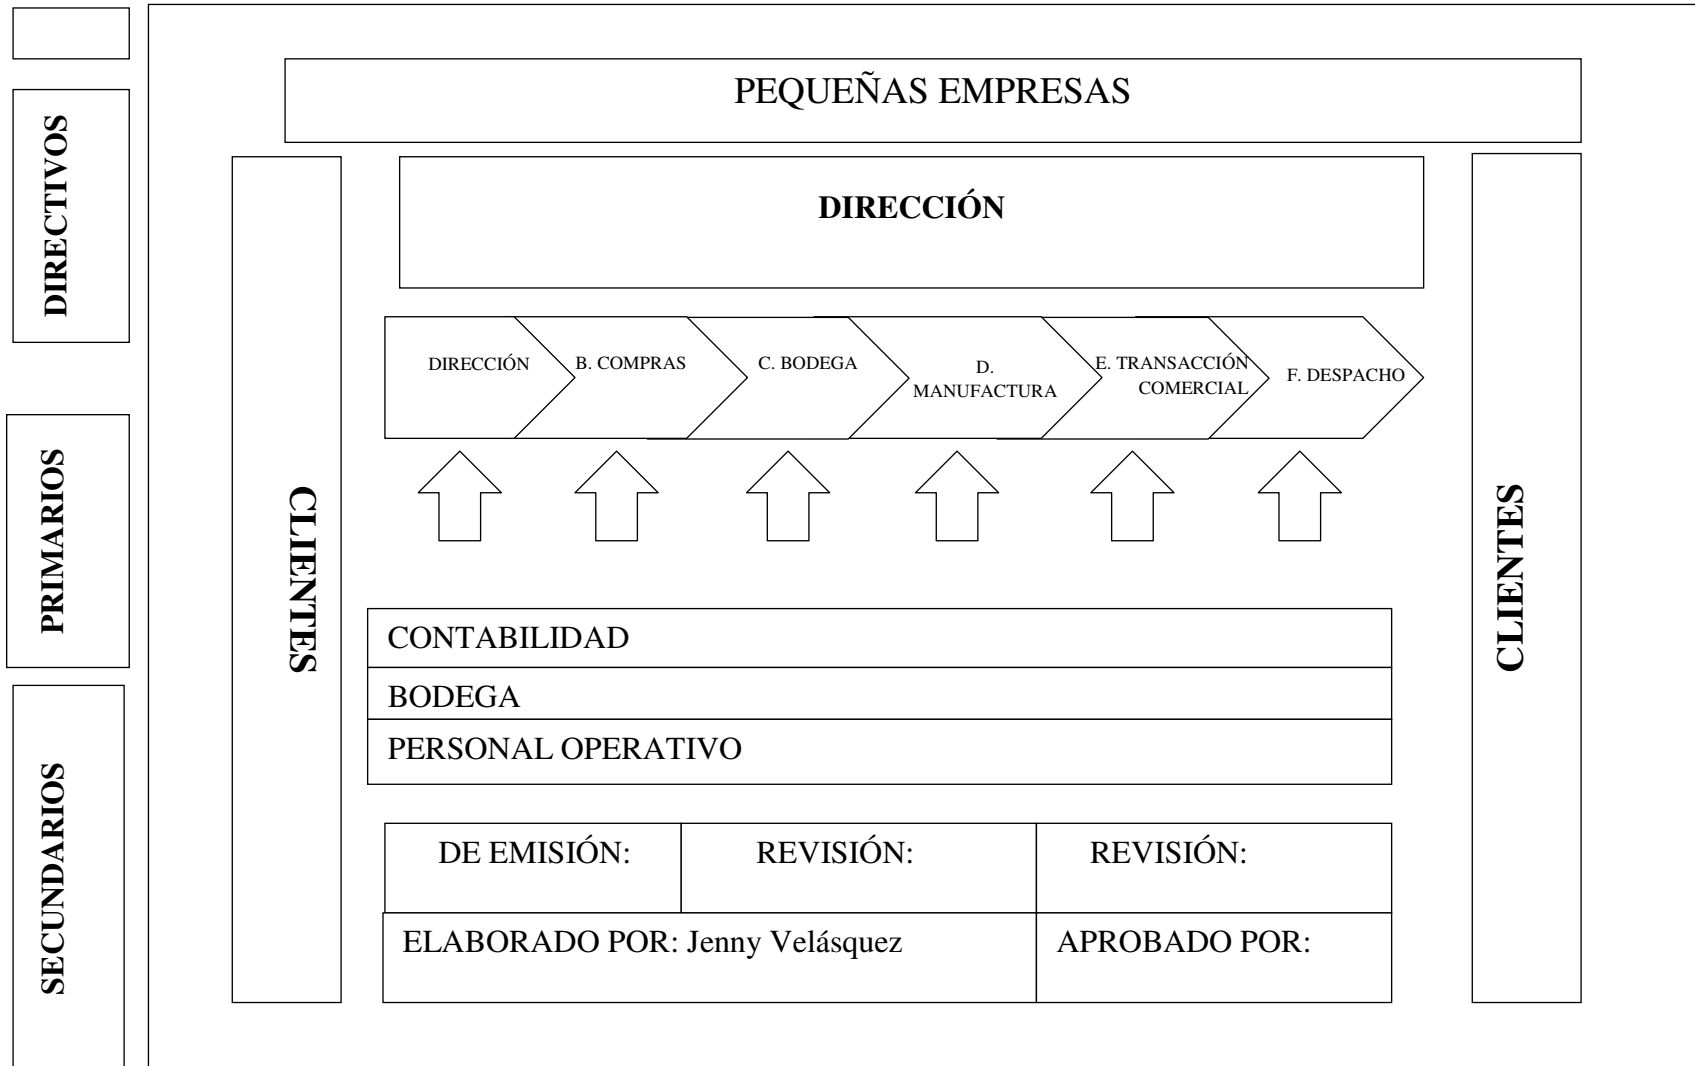 PEQUEÑAS EMPRESAS
DIRECTIVOS
PRIMARIOS
SECUNDARIOS
CLIENTES
DIRECCIÓN
DIRECCIÓN
B. COMPRAS
C. BODEGA
D.
MANUFACTURA
E. TRANSACCIÓN
COMERCIAL
F. DESPACHO
CONTABILIDAD
BODEGA
PERSONAL OPERATIVO
DE EMISIÓN:
REVISIÓN:
REVISIÓN:
ELABORADO POR: Jenny Velásquez
APROBADO POR:
CLIENTES